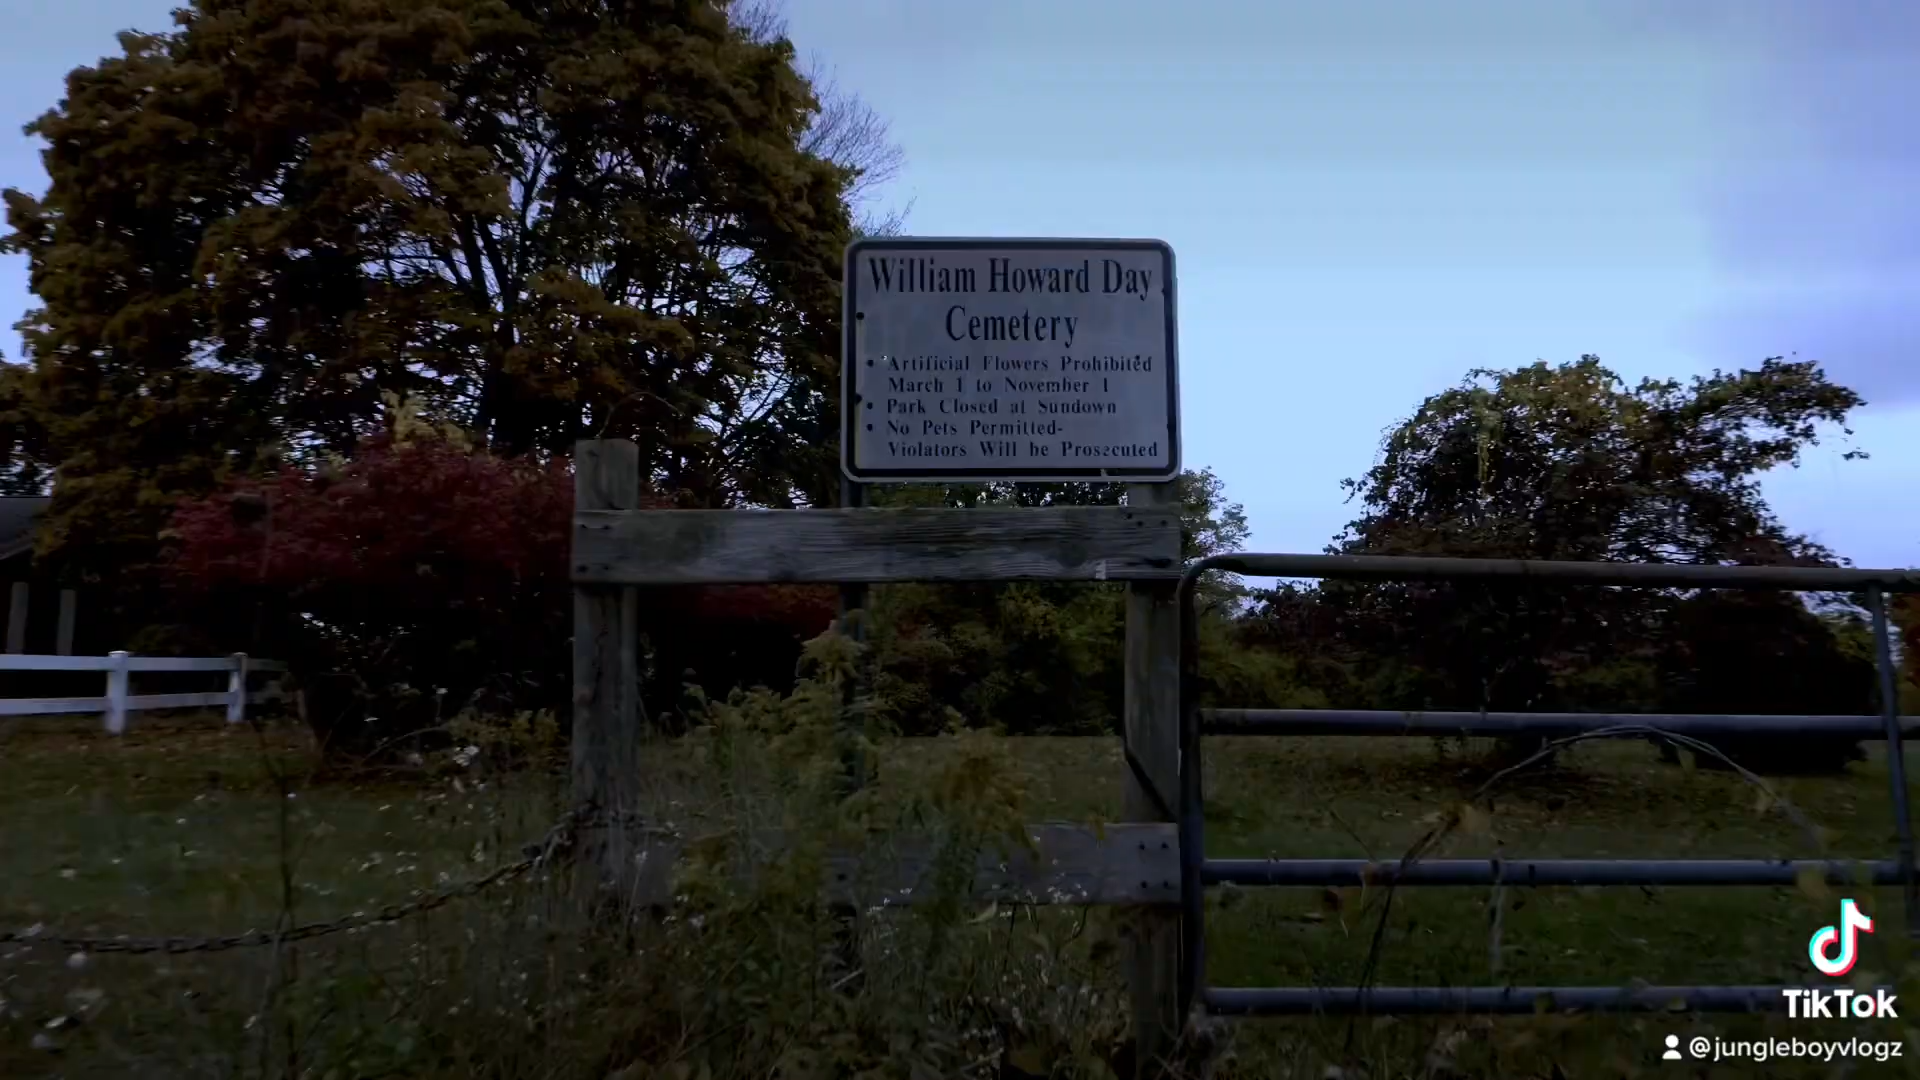 William Howard Day
Cemetery
• Artificial Flowers Prohibited
March 1 to November 1
• Park Closed at Sundown
• No Pets Permitted-
Violators Will be Prosecuted
TikTok
@jungleboyvlogz